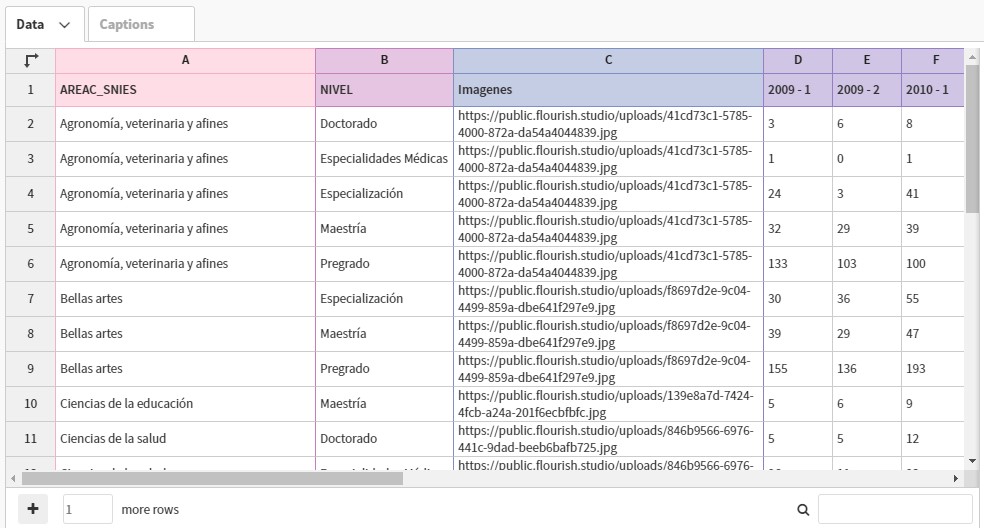 Data
Captions
A B C D E F
1 AREAC_SNIES NIVEL Imagenes 2009 - 1 2009 - 2 2010 - 1
2 Agronomía, veterinaria y afines Doctorado https://public.flourish.studio/uploads/41cd73c1-5785-
4000-872a-da54a4044839.jpg 3 6 8
3 Agronomía, veterinaria y afines Especialidades Médicas https://public.flourish.studio/uploads/41cd73c1-5785-
4000-872a-da54a4044839.jpg 1 0 1
4 Agronomía, veterinaria y afines Especialización https://public.flourish.studio/uploads/41cd73c1-5785-
4000-872a-da54a4044839.jpg 24 3 41
5 Agronomía, veterinaria y afines Maestría https://public.flourish.studio/uploads/41cd73c1-5785-
4000-872a-da54a4044839.jpg 32 29 39
6 Agronomía, veterinaria y afines Pregrado https://public.flourish.studio/uploads/41cd73c1-5785-
4000-872a-da54a4044839.jpg 133 103 100
7 Bellas artes Especialización https://public.flourish.studio/uploads/f8697d2e-9c04-
4499-859a-dbe641f297e9.jpg 30 36 55
8 Bellas artes Maestría https://public.flourish.studio/uploads/f8697d2e-9c04-
4499-859a-dbe641f297e9.jpg 39 29 47
9 Bellas artes Pregrado https://public.flourish.studio/uploads/f8697d2e-9c04-
4499-859a-dbe641f297e9.jpg 155 136 193
10 Ciencias de la educación Maestría https://public.flourish.studio/uploads/139e8a7d-7424-
4fcb-a24a-201f6ecbfbfc.jpg 5 6 9
11 Ciencias de la salud Doctorado https://public.flourish.studio/uploads/846b9566-6976-
441c-9dad-beeb6bafb725.jpg 5 5 12
https://public.flourish.studio/uploads/846b9566-6976-
1 more rows